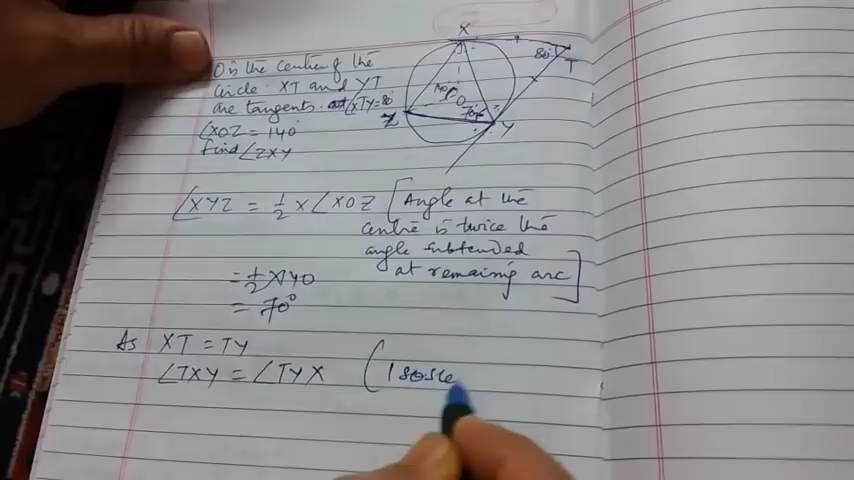 O is the center of the
circle. XT and YT
are tangents. ∠XTY=80°
∠XOZ = 140°
find ∠ZXY
X
80°
T
140°
O
70°
Z
Y
∠XYZ = 1/2 × ∠XOZ [Angle at the
centre is twice the
angle subtended
at remaining arc]
= 1/2 × 140
= 70°
As XT = TY
∠TXY = ∠TYX (Isosce